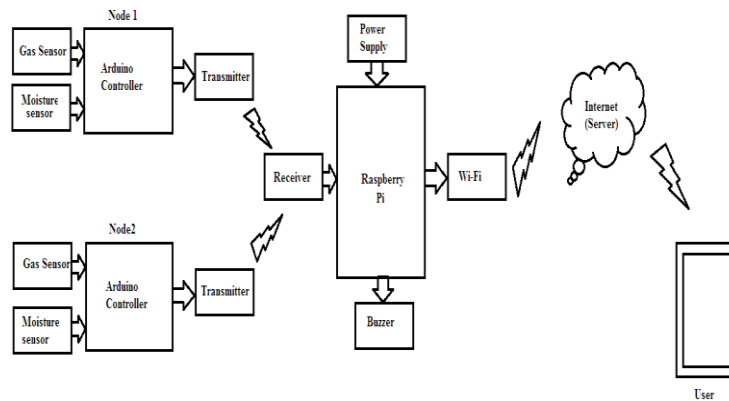 Node 1
Gas Sensor
Arduino
Controller
Transmitter
Moisture
sensor
Power
Supply
Receiver
Raspberry
Pi
Wi-Fi
Internet
(Server)
Node2
Gas Sensor
Arduino
Controller
Transmitter
Moisture
sensor
Buzzer
User